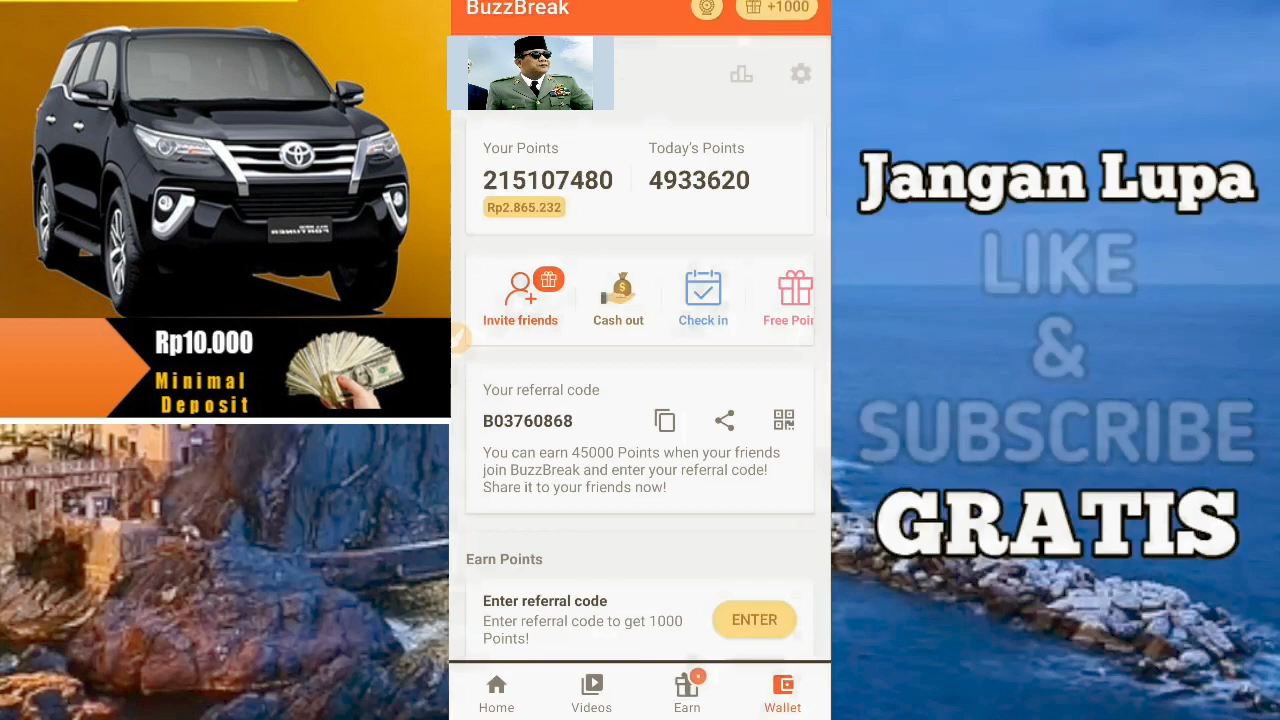 BuzzBreak
+1000
Your Points
Today's Points
215107480
4933620
Rp2.865.232
Invite friends
Cash out
Check in
Free Poin
Your referral code
B03760868
You can earn 45000 Points when your friends
join BuzzBreak and enter your referral code!
Share it to your friends now!
Earn Points
Enter referral code
Enter referral code to get 1000
Points!
ENTER
Home
Videos
Earn
Wallet
Rp10.000
Minimal
Deposit
Jangan Lupa
LIKE
&
SUBSCRIBE
GRATIS